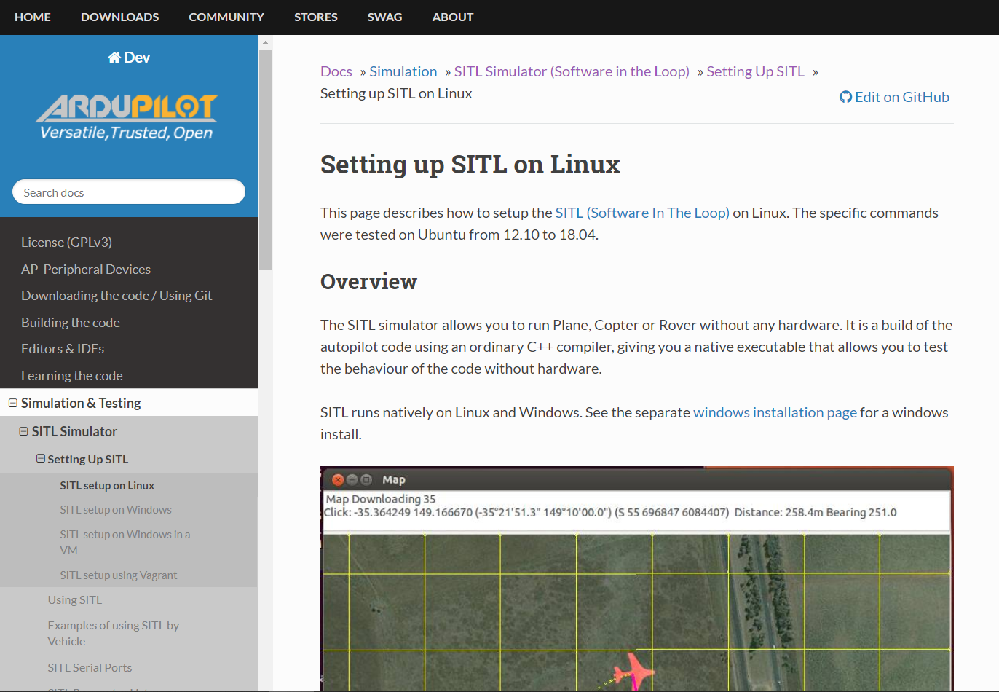 HOME DOWNLOADS COMMUNITY STORES SWAG ABOUT
Dev
ARDUPILOT
Versatile,Trusted, Open
Search docs
License (GPLv3)
AP_Peripheral Devices
Downloading the code / Using Git
Building the code
Editors & IDEs
Learning the code
Simulation & Testing
SITL Simulator
Setting Up SITL
SITL setup on Linux
SITL setup on Windows
SITL setup on Windows in a
VM
SITL setup using Vagrant
Using SITL
Examples of using SITL by
Vehicle
SITL Serial Ports
Docs » Simulation » SITL Simulator (Software in the Loop) » Setting Up SITL »
Setting up SITL on Linux
Edit on GitHub
Setting up SITL on Linux
This page describes how to setup the SITL (Software In The Loop) on Linux. The specific commands
were tested on Ubuntu from 12.10 to 18.04.
Overview
The SITL simulator allows you to run Plane, Copter or Rover without any hardware. It is a build of the
autopilot code using an ordinary C++ compiler, giving you a native executable that allows you to test
the behaviour of the code without hardware.
SITL runs natively on Linux and Windows. See the separate windows installation page for a windows
install.
Map
Map Downloading 35
Click: -35.364249 149.166670 (-35°21'51.3" 149°10'00.0") (S 55 696847 6084407) Distance: 258.4m Bearing 251.0